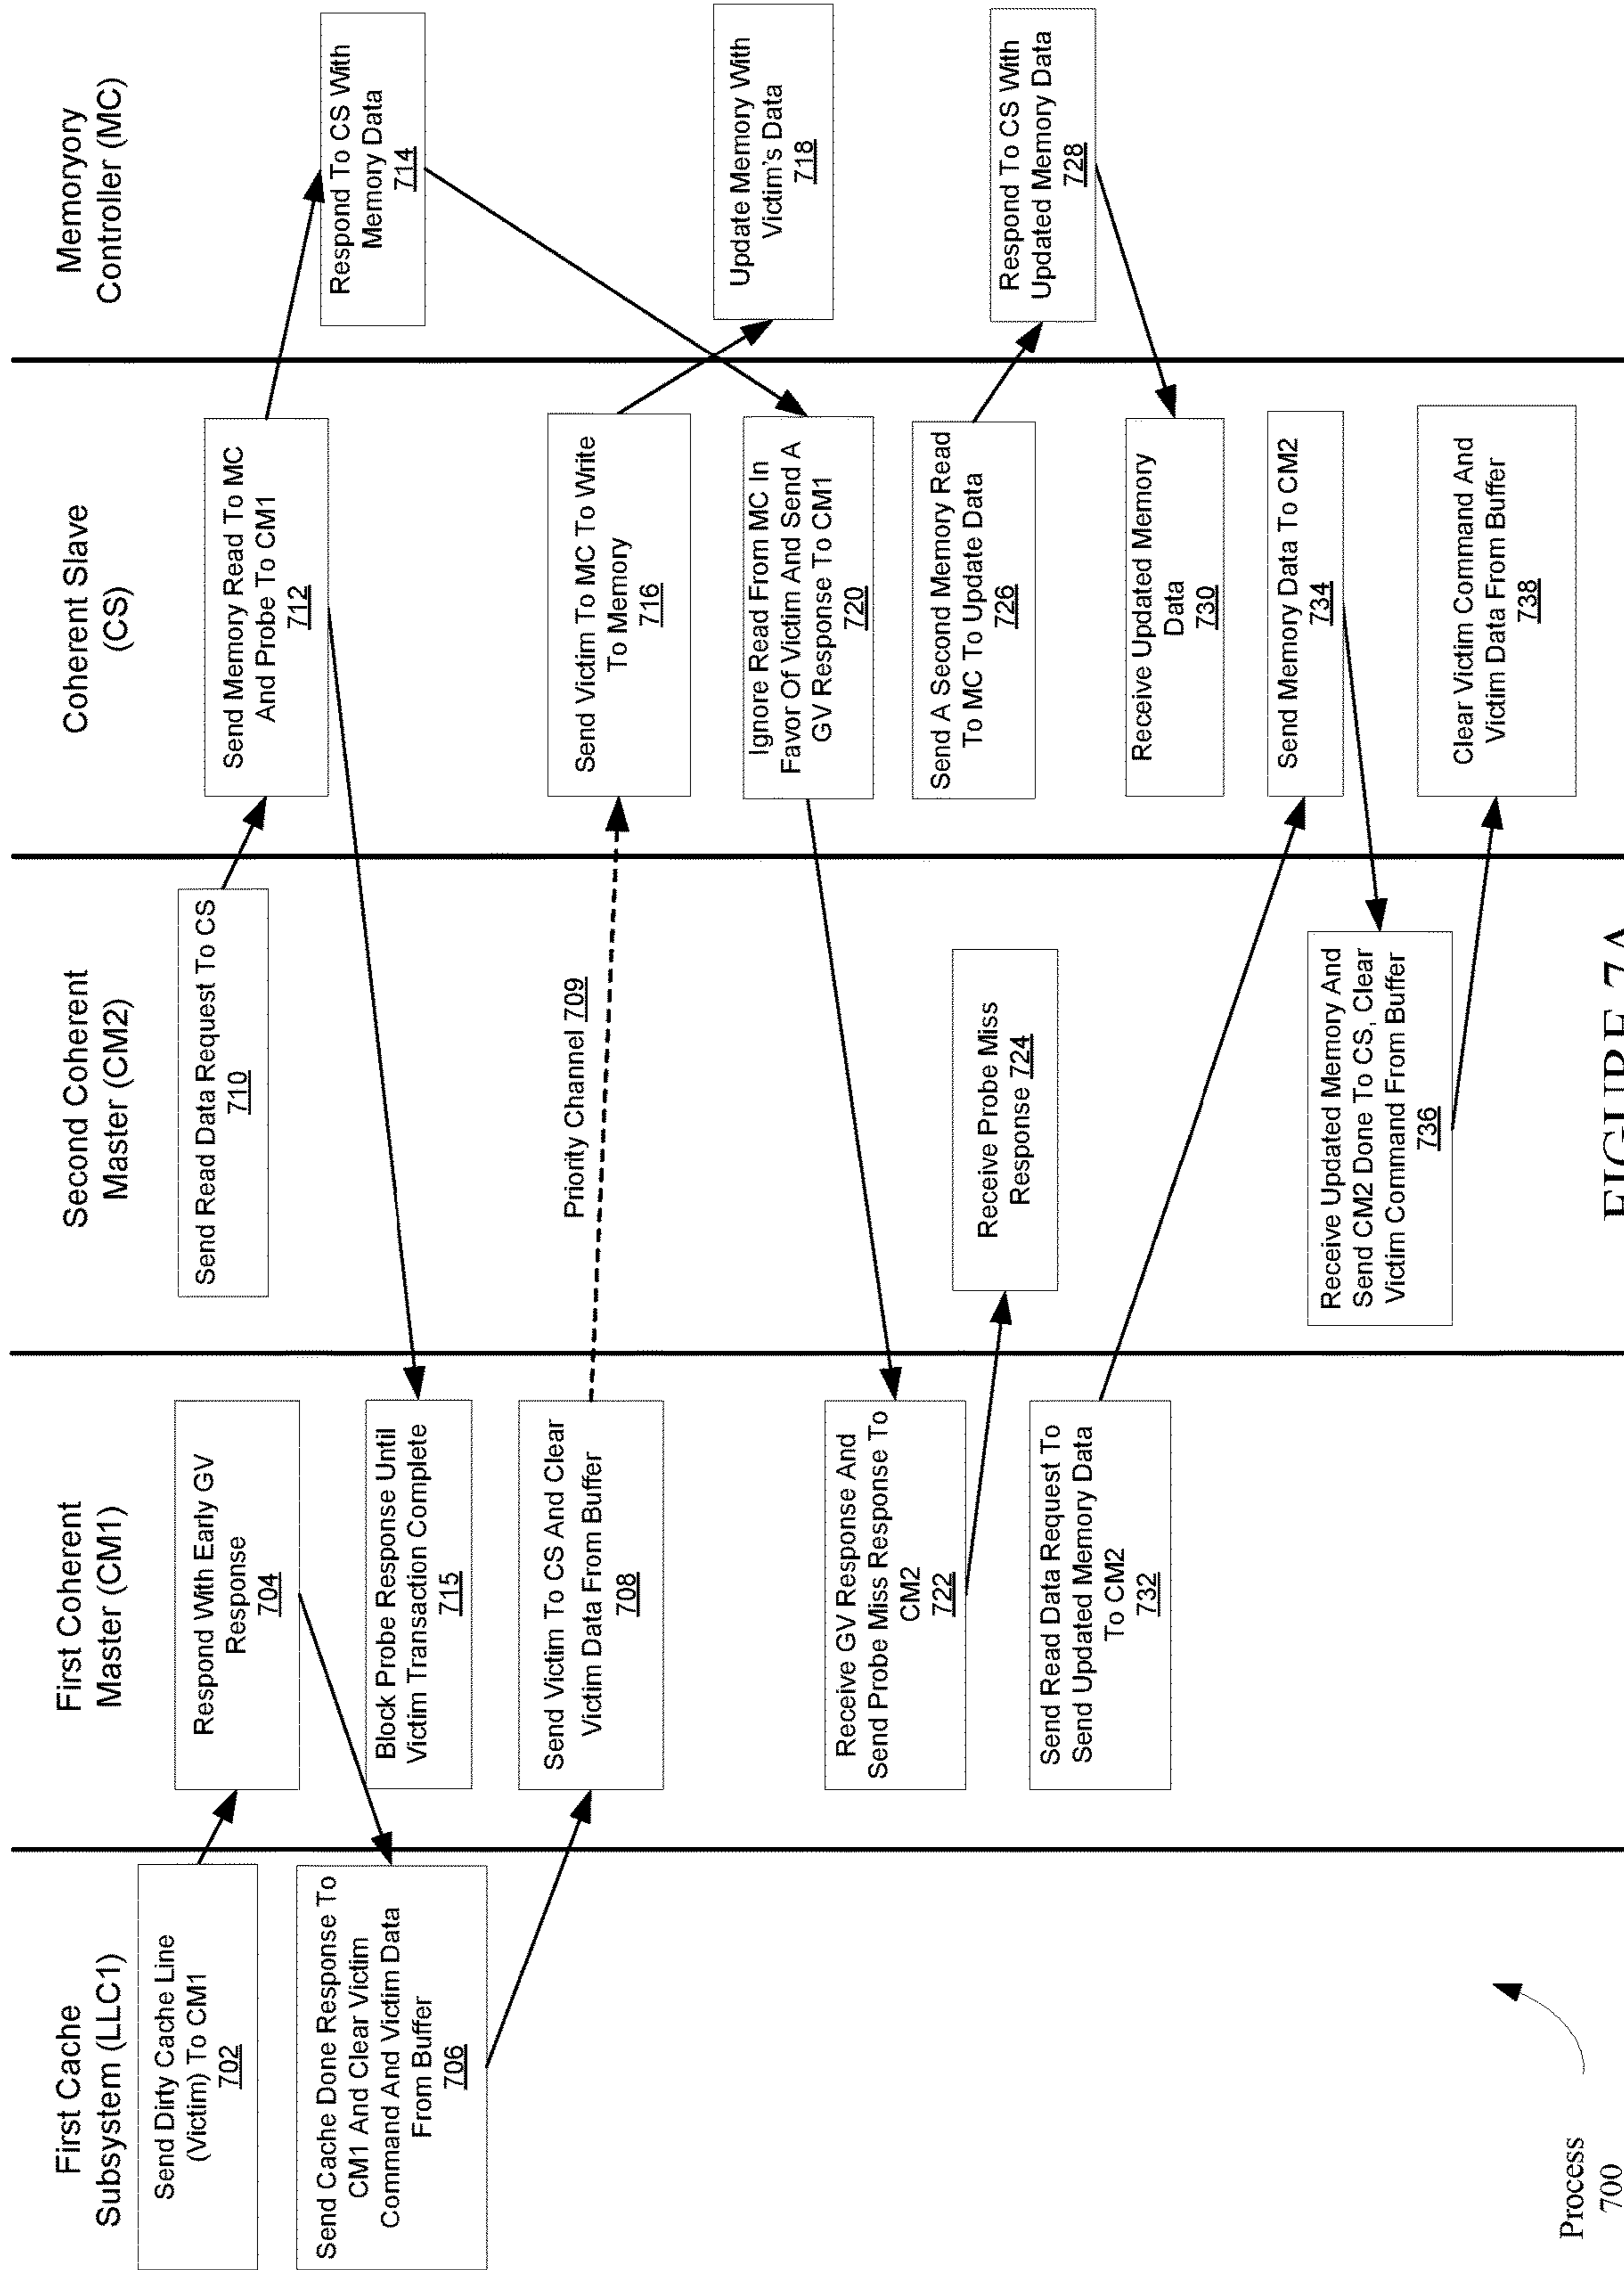 First Cache
Subsystem (LLC1)
First Coherent
Master (CM1)
Second Coherent
Master (CM2)
Coherent Slave
(CS)
Memoryory
Controller (MC)
Send Dirty Cache Line
(Victim) To CM1
702
Respond With Early GV
Response
704
Send Cache Done Response To
CM1 And Clear Victim
Command And Victim Data
From Buffer
706
Send Read Data Request To CS
710
Send Memory Read To MC
And Probe To CM1
712
Respond To CS With
Memory Data
714
Block Probe Response Until
Victim Transaction Complete
715
Send Victim To CS And Clear
Victim Data From Buffer
708
Priority Channel 709
Send Victim To MC To Write
To Memory
716
Update Memory With
Victim's Data
718
Ignore Read From MC In
Favor Of Victim And Send A
GV Response To CM1
720
Receive GV Response And
Send Probe Miss Response To
CM2
722
Receive Probe Miss
Response 724
Send A Second Memory Read
To MC To Update Data
726
Respond To CS With
Updated Memory Data
728
Receive Updated Memory
Data
730
Send Read Data Request To
Send Updated Memory Data
To CM2
732
Send Memory Data To CM2
734
Receive Updated Memory And
Send CM2 Done To CS, Clear
Victim Command From Buffer
736
Clear Victim Command And
Victim Data From Buffer
738
Process
700
FIGURE 7A